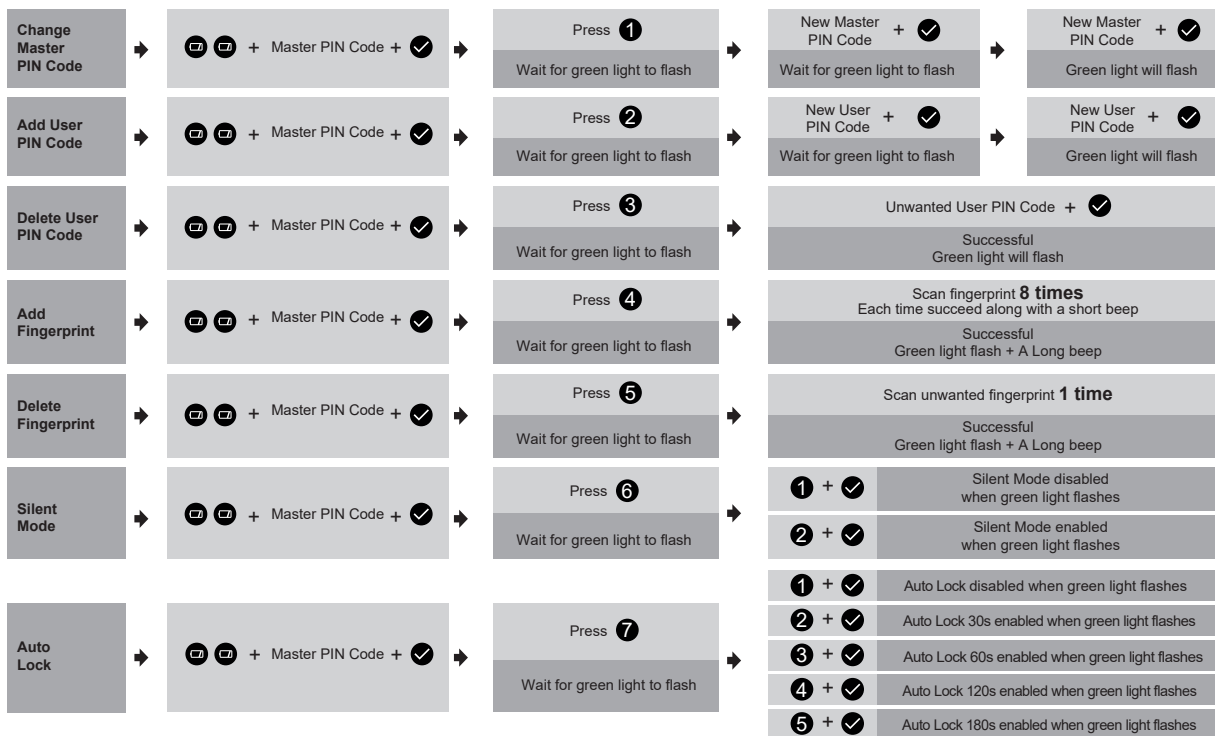 Change
Master
PIN Code
+ Master PIN Code +
Press 1
Wait for green light to flash
New Master
PIN Code +
Wait for green light to flash
New Master
PIN Code +
Green light will flash
Add User
PIN Code
+ Master PIN Code +
Press 2
Wait for green light to flash
New User
PIN Code +
Wait for green light to flash
New User
PIN Code +
Green light will flash
Delete User
PIN Code
+ Master PIN Code +
Press 3
Wait for green light to flash
Unwanted User PIN Code +
Successful
Green light will flash
Add
Fingerprint
+ Master PIN Code +
Press 4
Wait for green light to flash
Scan fingerprint 8 times
Each time succeed along with a short beep
Successful
Green light flash + A Long beep
Delete
Fingerprint
+ Master PIN Code +
Press 5
Wait for green light to flash
Scan unwanted fingerprint 1 time
Successful
Green light flash + A Long beep
Silent
Mode
+ Master PIN Code +
Press 6
Wait for green light to flash
1 +
Silent Mode disabled
when green light flashes
2 +
Silent Mode enabled
when green light flashes
Auto
Lock
+ Master PIN Code +
Press 7
Wait for green light to flash
1 + Auto Lock disabled when green light flashes
2 + Auto Lock 30s enabled when green light flashes
3 + Auto Lock 60s enabled when green light flashes
4 + Auto Lock 120s enabled when green light flashes
5 + Auto Lock 180s enabled when green light flashes